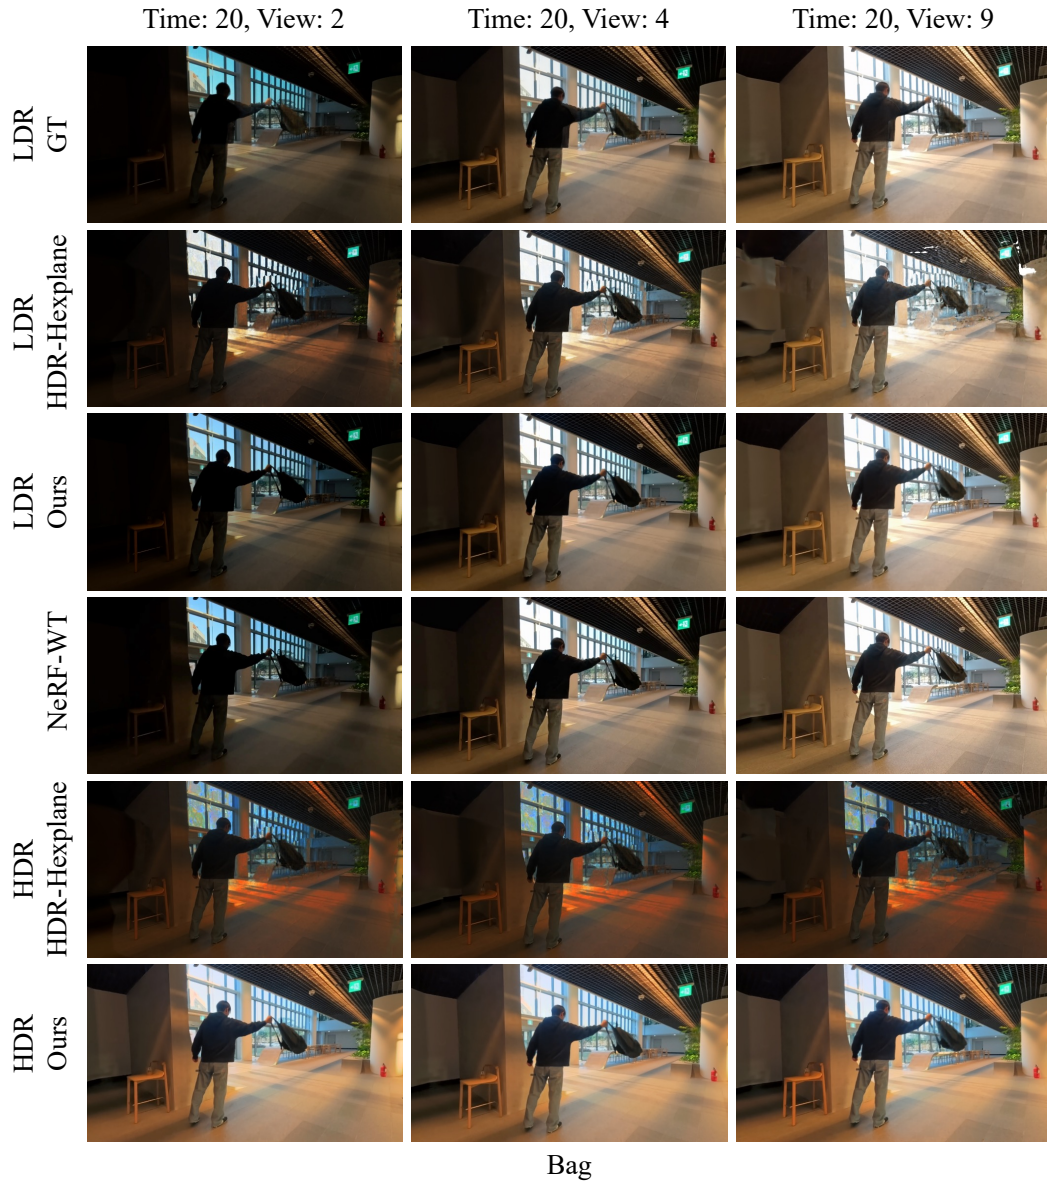 Time: 20, View: 2
Time: 20, View: 4
Time: 20, View: 9
LDR
GT
LDR
HDR-Hexplane
LDR
Ours
NeRF-WT
HDR
HDR-Hexplane
HDR
Ours
Bag